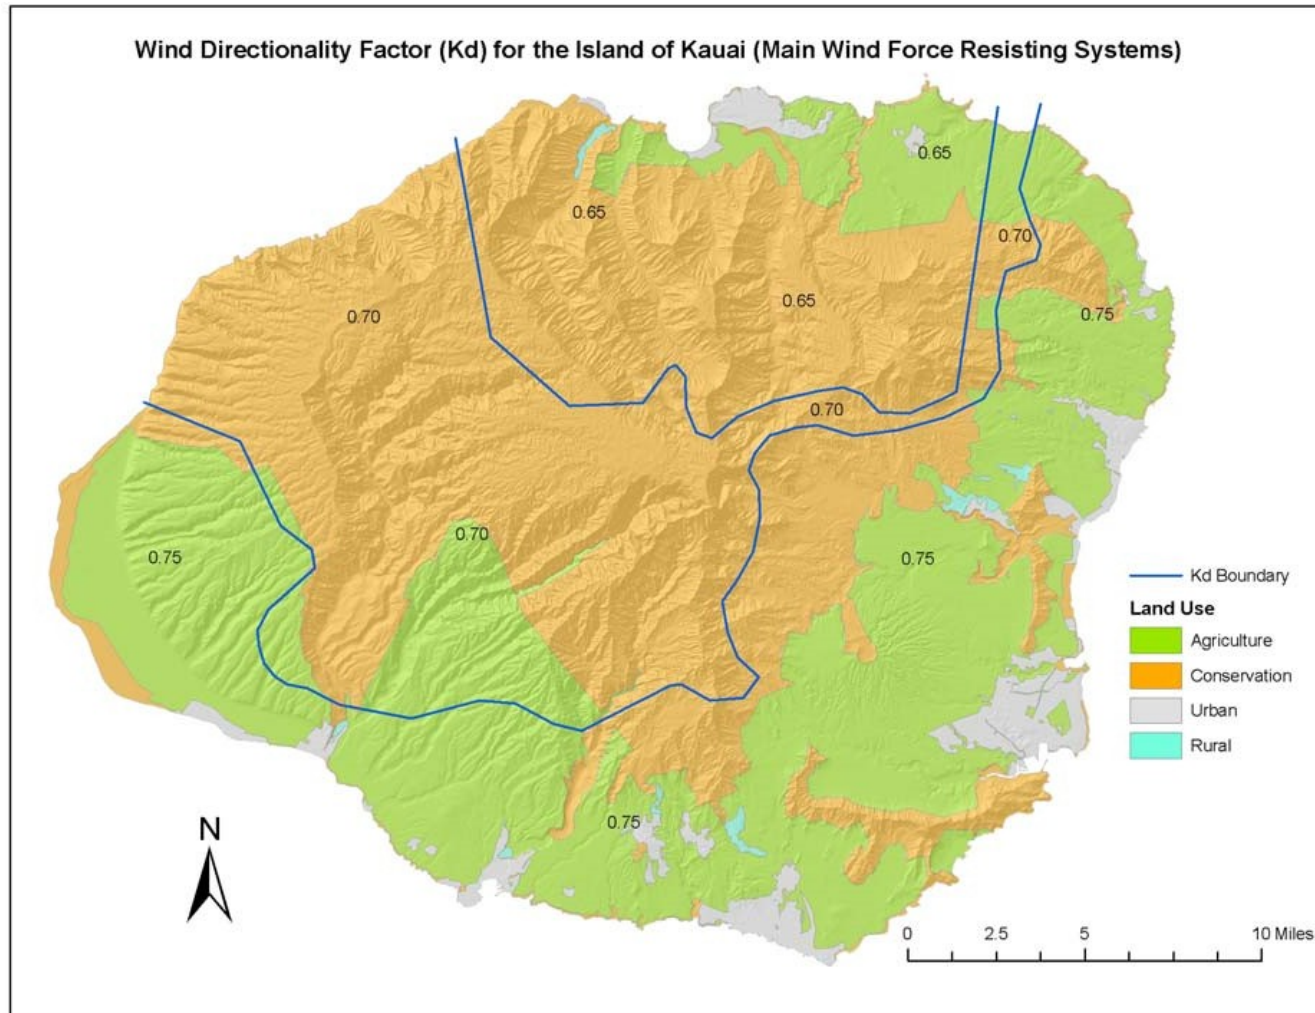 Wind Directionality Factor (Kd) for the Island of Kauai (Main Wind Force Resisting Systems)
0.65
0.65
0.70
0.65
0.75
0.70
0.70
0.70
0.75
0.75
0.75
Kd Boundary
Land Use
Agriculture
Conservation
Urban
Rural
N
0 2.5 5 10 Miles